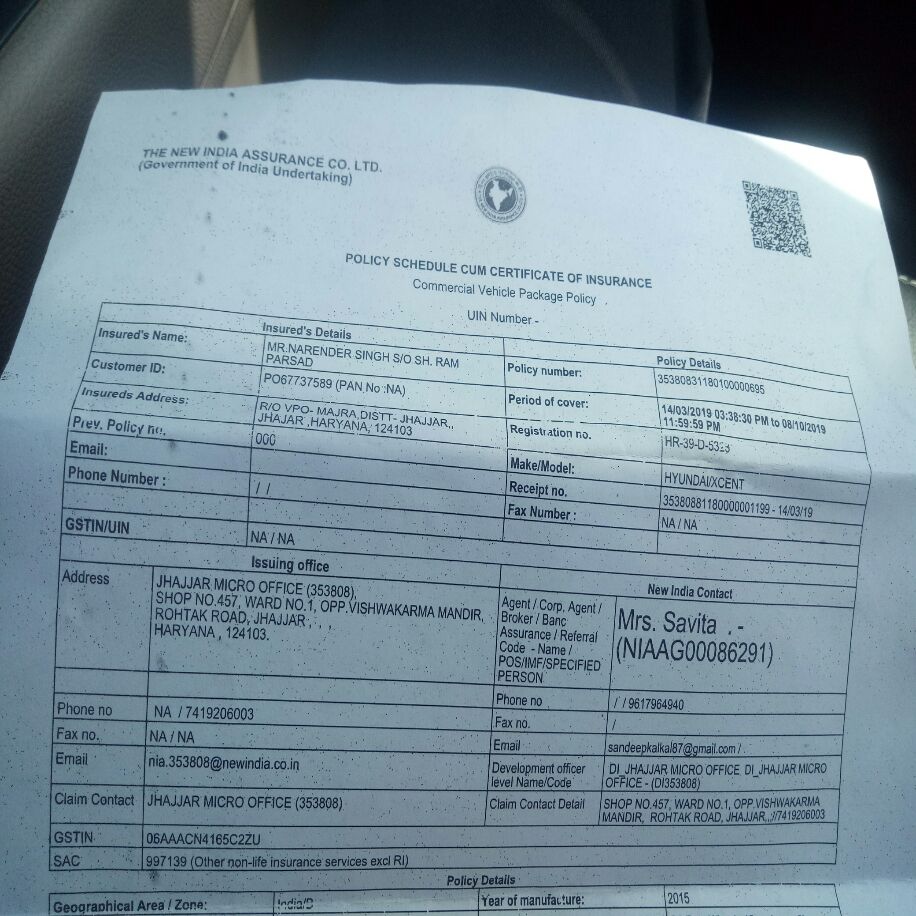 THE NEW INDIA ASSURANCE CO. LTD.
(Government of India Undertaking)
POLICY SCHEDULE CUM CERTIFICATE OF INSURANCE
Commercial Vehicle Package Policy
UIN Number -
Insured's Details
Policy Details
Insured's Name:
MR.NARENDER SINGH S/O SH. RAM
PARSAD
Policy number:
35380831180100000695
Customer ID:
PO67737589 (PAN No :NA)
Period of cover:
14/03/2019 03:38:30 PM to 08/10/2019
11:59:59 PM
Insureds Address:
R/O VPO- MAJRA,DISTT- JHAJJAR,,
JHAJJAR ,HARYANA, 124103
Registration no.
Prev. Policy no.
000
Make/Model:
HYUNDAI/XCENT
Email:
Receipt no.
35380881180000001199 - 14/03/19
Phone Number :
/ /
Fax Number :
NA / NA
GSTIN/UIN
NA / NA
Issuing office
New India Contact
Address
JHAJJAR MICRO OFFICE (353808),
SHOP NO.457, WARD NO.1, OPP.VISHWAKARMA MANDIR,
ROHTAK ROAD, JHAJJAR , , ,
HARYANA , 124103.
Agent / Corp. Agent /
Broker / Banc
Assurance / Referral
Code - Name /
POS/IMF/SPECIFIED
PERSON
Mrs. Savita . -
(NIAAG00086291)
Phone no
NA / 7419206003
Phone no
/ / 9617964940
Fax no.
NA / NA
Fax no.
/
Email
nia.353808@newindia.co.in
Email
sandeepkalkal87@gmail.com /
Development officer
level Name/Code
DI_JHAJJAR MICRO OFFICE DI_JHAJJAR MICRO
OFFICE - (DI353808)
Claim Contact
JHAJJAR MICRO OFFICE (353808)
Claim Contact Detail
SHOP NO.457, WARD NO.1, OPP.VISHWAKARMA
MANDIR, ROHTAK ROAD, JHAJJAR,,,//7419206003
GSTIN
06AAACN4165C2ZU
SAC
997139 (Other non-life insurance services excl RI)
Policy Details
Geographical Area / Zone:
Year of manufacture:
2015